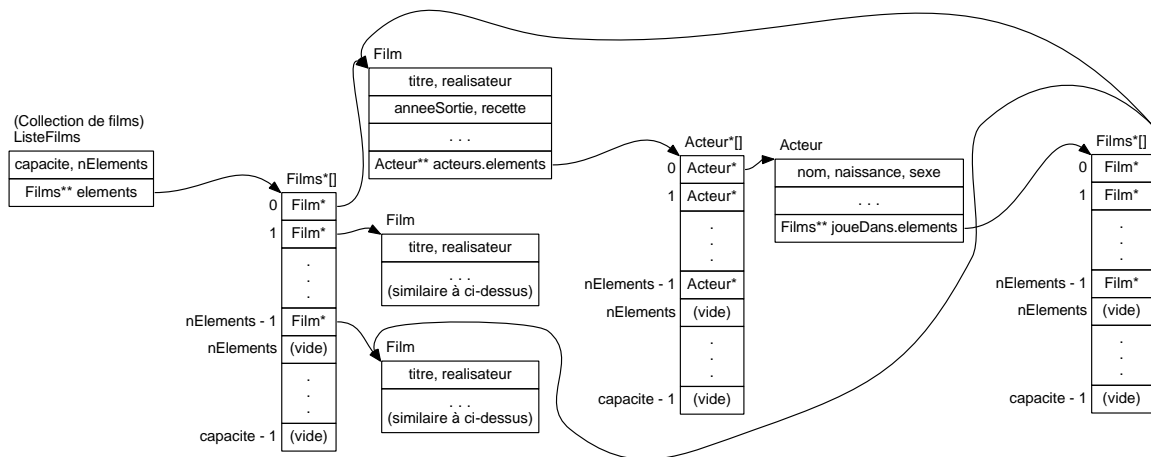 (Collection de films)
ListeFilms
capacite, nElements
Films** elements
Films*[]
0 Film*
1 Film*
.
.
.
nElements - 1 Film*
nElements (vide)
.
.
.
capacite - 1 (vide)
Film
titre, realisateur
anneeSortie, recette
. . .
Acteur** acteurs.elements
Film
titre, realisateur
. . .
(similaire à ci-dessus)
Film
titre, realisateur
. . .
(similaire à ci-dessus)
Acteur*[]
0 Acteur*
1 Acteur*
.
.
.
nElements - 1 Acteur*
nElements (vide)
.
.
.
capacite - 1 (vide)
Acteur
nom, naissance, sexe
. . .
Films** joueDans.elements
Films*[]
0 Film*
1 Film*
.
.
.
nElements - 1 Film*
nElements (vide)
.
.
.
capacite - 1 (vide)